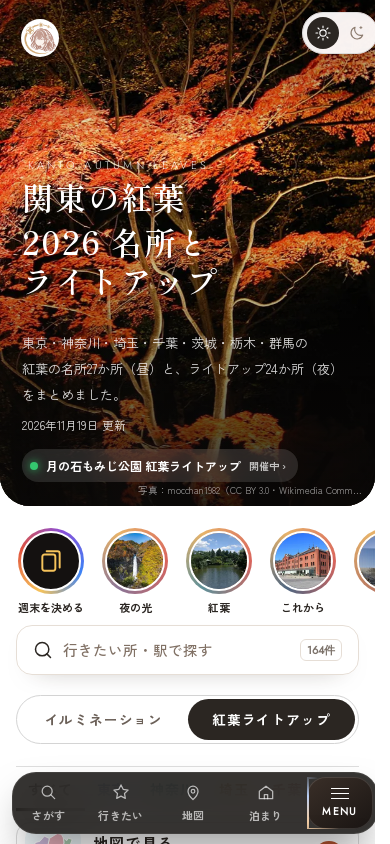 KANTO AUTUMN LEAVES
関東の紅葉
2026 名所と
ライトアップ
東京・神奈川・埼玉・千葉・茨城・栃木・群馬の
紅葉の名所27か所（昼）と、ライトアップ24か所（夜）
をまとめました。
2026年11月19日 更新
月の石もみじ公園 紅葉ライトアップ 開催中 ›
写真：mocchan1982（CC BY 3.0・Wikimedia Comm…
週末を決める 夜の光 紅葉 これから
行きたい所・駅で探す 164件
イルミネーション 紅葉ライトアップ
さがす 行きたい 地図 泊まり MENU
地図で見る